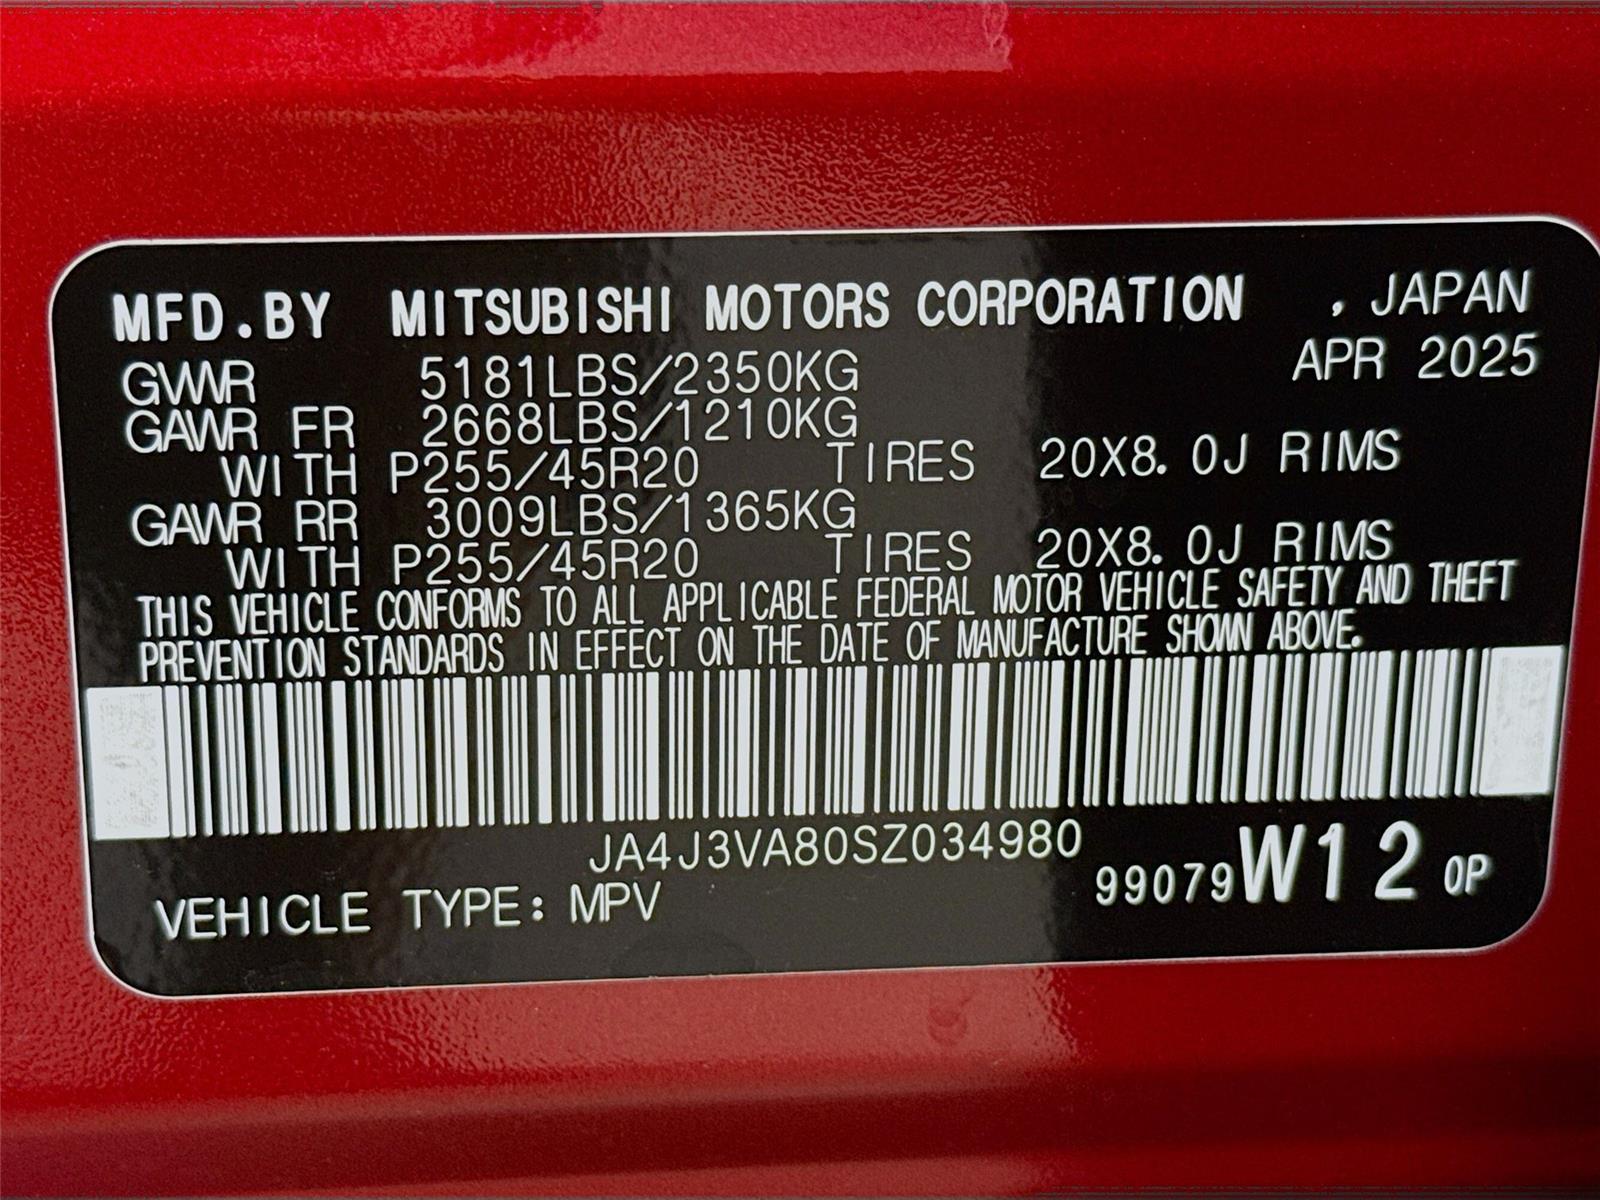 MFD.BY MITSUBISHI MOTORS CORPORATION , JAPAN
GVWR 5181LBS/2350KG APR 2025
GAWR FR 2668LBS/1210KG
WITH P255/45R20 TIRES 20X8.0J RIMS
GAWR RR 3009LBS/1365KG
WITH P255/45R20 TIRES 20X8.0J RIMS
THIS VEHICLE CONFORMS TO ALL APPLICABLE FEDERAL MOTOR VEHICLE SAFETY AND THEFT
PREVENTION STANDARDS IN EFFECT ON THE DATE OF MANUFACTURE SHOWN ABOVE.
JA4J3VA80SZ034980
VEHICLE TYPE: MPV 99079W12 0P